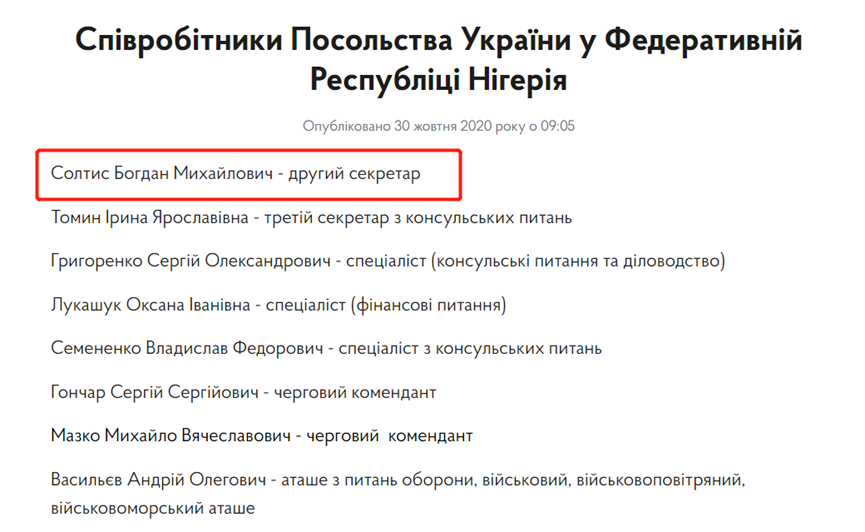 Співробітники Посольства України у Федеративній
Республіці Нігерія
Опубліковано 30 жовтня 2020 року о 09:05
Солтис Богдан Михайлович - другий секретар
Томин Ірина Ярославівна - третій секретар з консульських питань
Григоренко Сергій Олександрович - спеціаліст (консульські питання та діловодство)
Лукашук Оксана Іванівна - спеціаліст (фінансові питання)
Семененко Владислав Федорович - спеціаліст з консульських питань
Гончар Сергій Сергійович - черговий комендант
Мазко Михайло Вячеславович - черговий  комендант
Васильєв Андрій Олегович - аташе з питань оборони, військовий, військовоповітряний,
військовоморський аташе